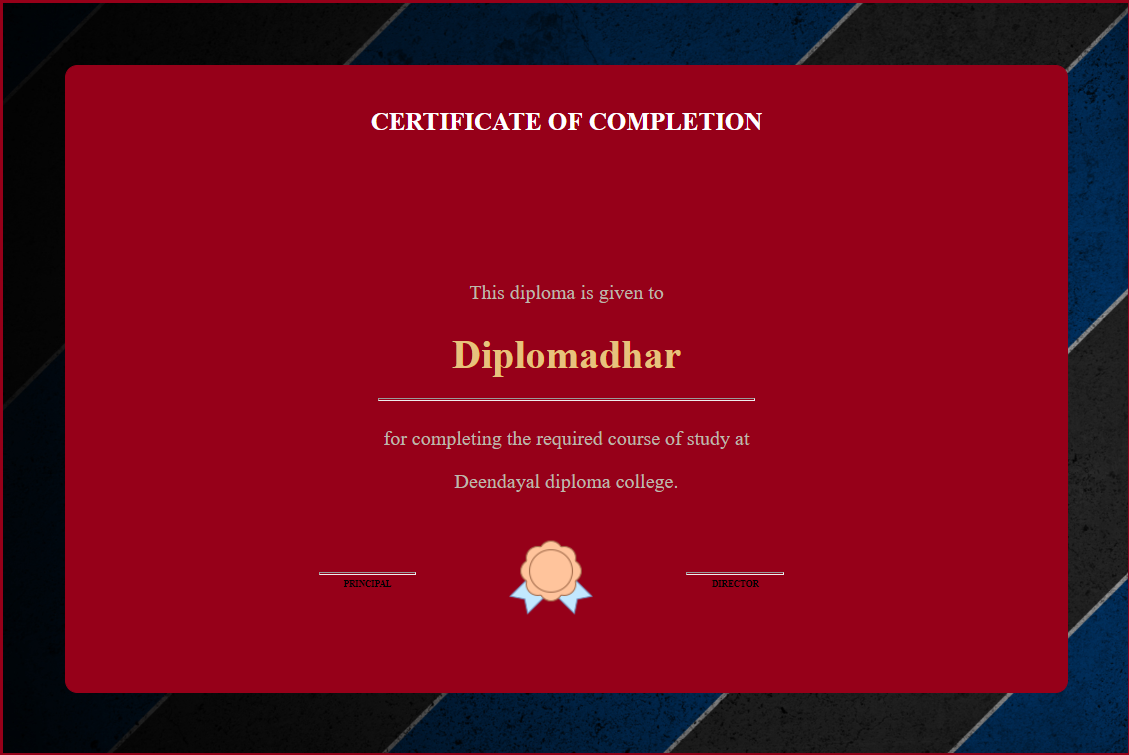 CERTIFICATE OF COMPLETION
This diploma is given to
Diplomadhar
for completing the required course of study at
Deendayal diploma college.
PRINCIPAL
DIRECTOR